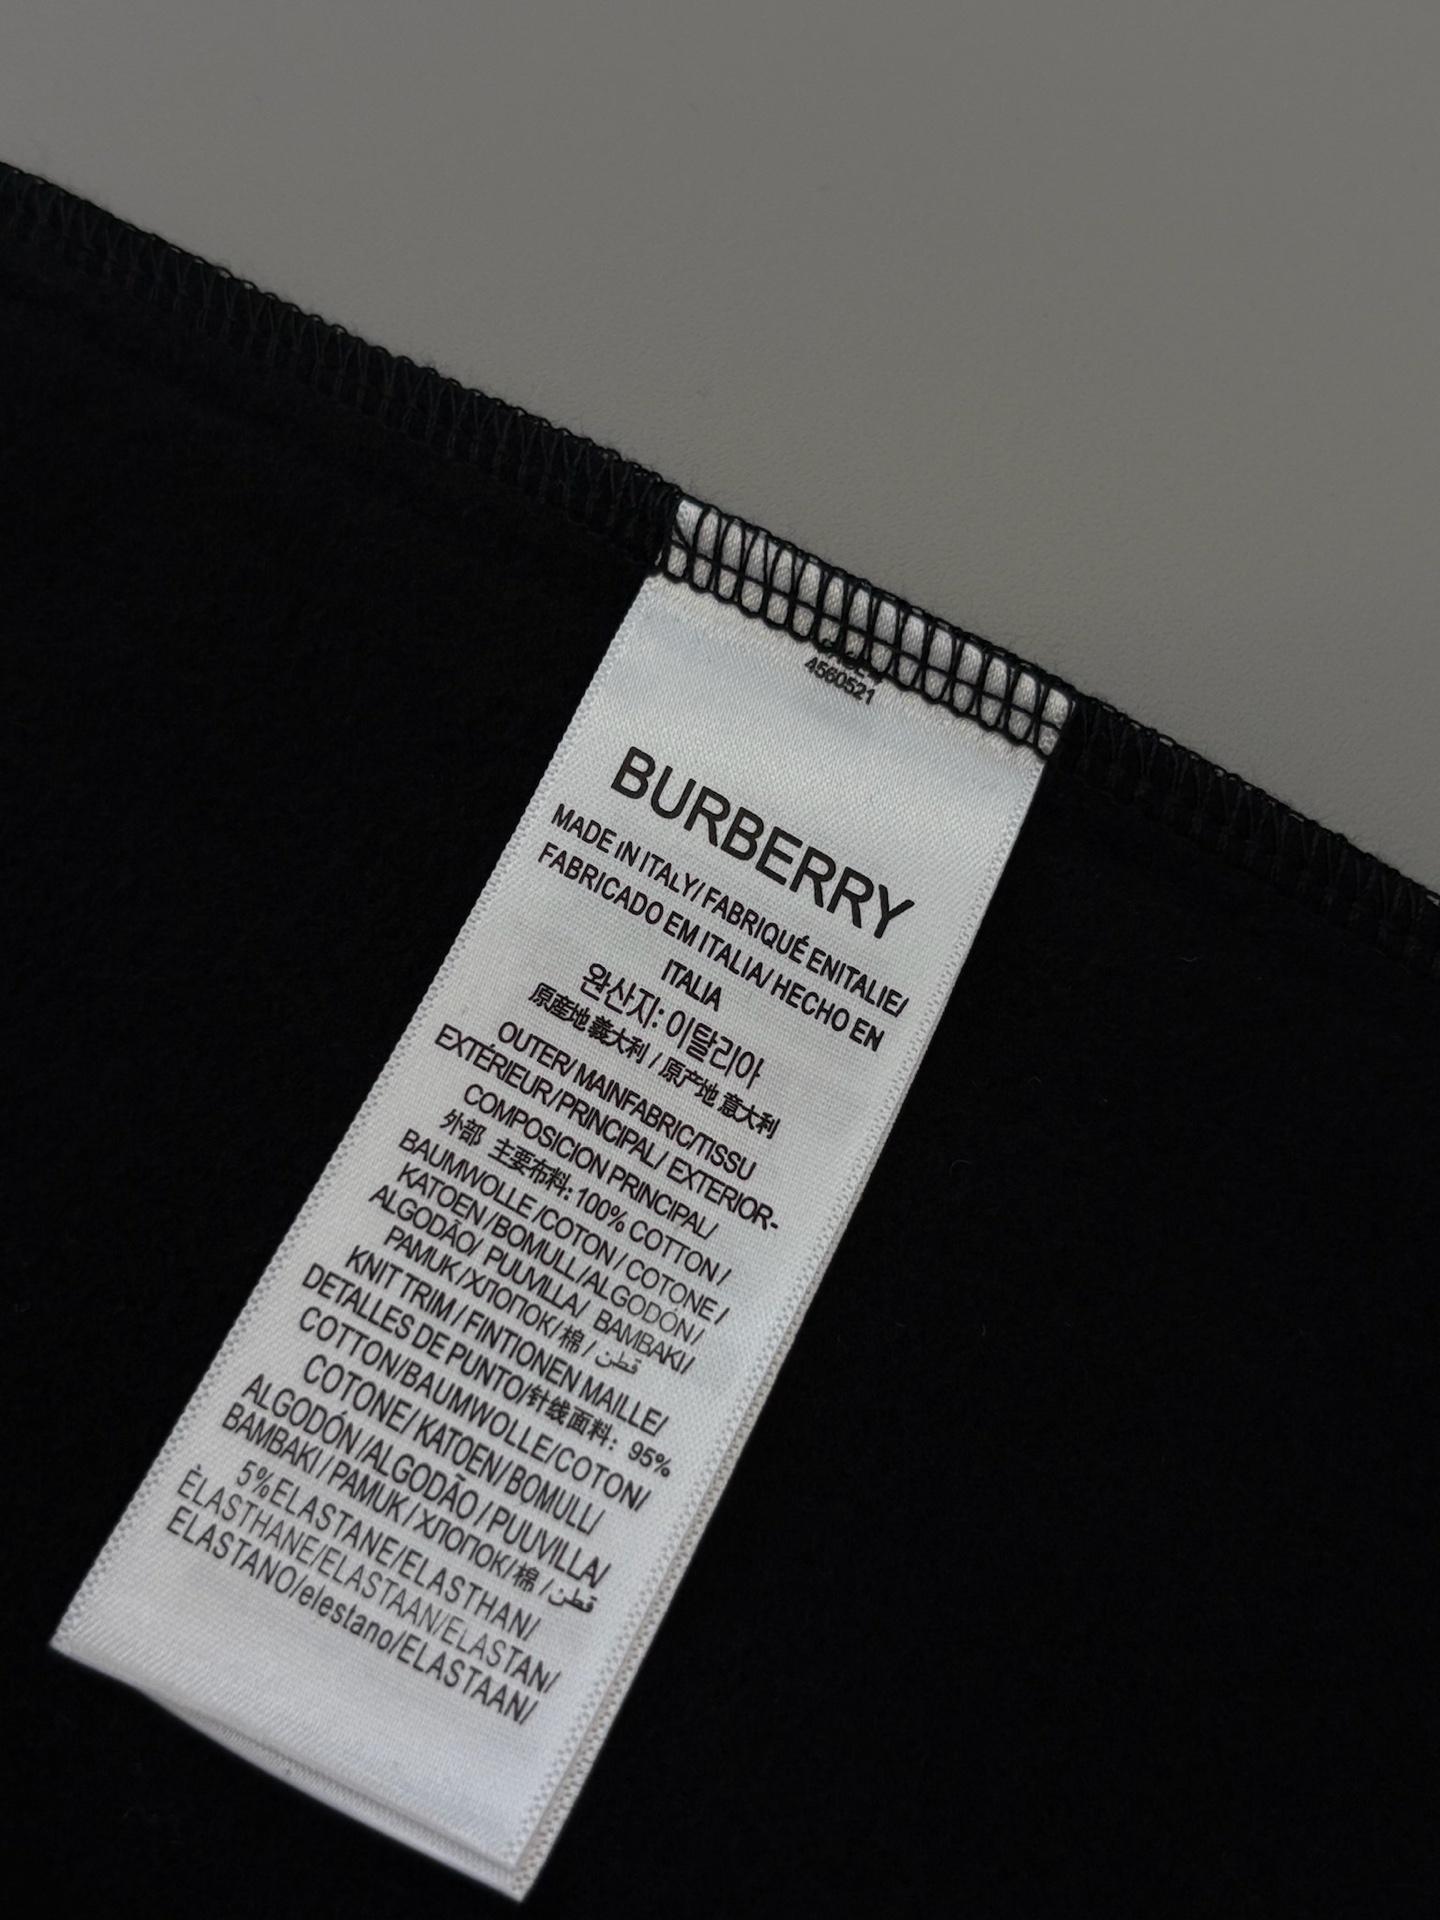 4560521
BURBERRY
MADE iN ITALY/FABRIQUÉ ENITALIE/
FABRICADO EM ITALIA/HECHO EN
ITALIA
완산지: 이탈리아
原産地 義大利 / 原产地 意大利
OUTER/ MAINFABRIC/TISSU
EXTÉRIEUR/PRINCIPAL/ EXTERIOR-
COMPOSICION PRINCIPAL/
外部 主要布料: 100% COTTON /
BAUMWOLLE /COTON / COTONE /
KATOEN /BOMULL/ALGODÓN /
ALGODÃO/ PUUVILLA/ BAMBAKI/
PAMUK /ХЛОПОК/ 棉 / قطن
KNIT TRIM / FINTIONEN MAILLE/
DETALLES DE PUNTO/针线面料: 95%
COTTON/BAUMWOLLE/COTON/
COTONE/ KATOEN/ BOMULL/
ALGODÓN /ALGODÃO / PUUVILLA/
BAMBAKI / PAMUK / ХЛОПОК/ 棉 / قطن
5%ELASTANE/ELASTHAN/
ÈLASTHANE/ELASTAAN/ELASTAN/
ELASTANO/elestano/ELASTAAN/